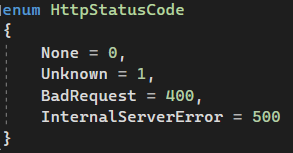 enum HttpStatusCode
{
None = 0,
Unknown = 1,
BadRequest = 400,
InternalServerError = 500
}